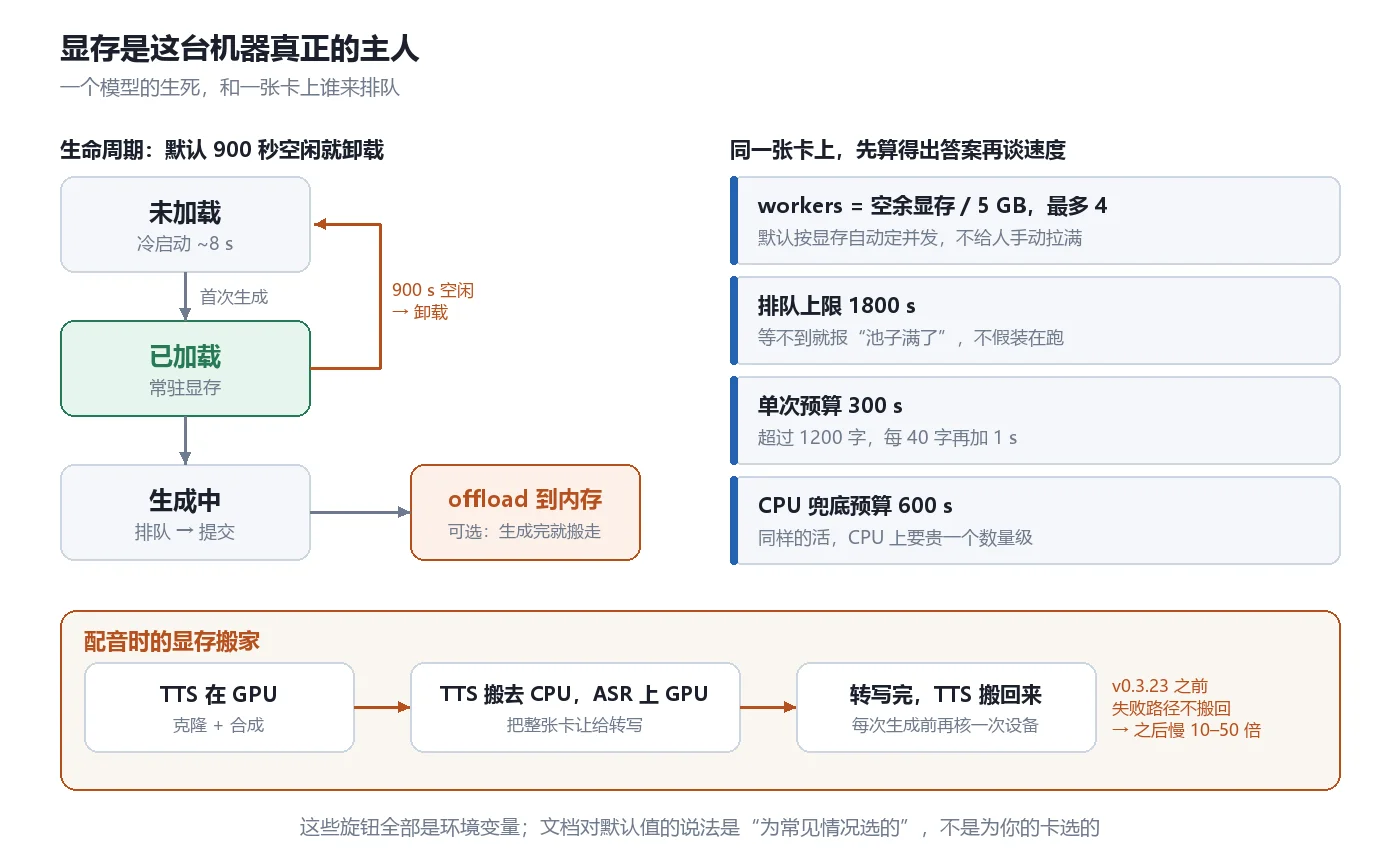 显存是这台机器真正的主人
一个模型的生死，和一张卡上谁来排队
生命周期：默认 900 秒空闲就卸载
未加载
冷启动 ~8 s
首次生成
900 s 空闲
→ 卸载
已加载
常驻显存
生成中
排队 → 提交
offload 到内存
可选：生成完就搬走
同一张卡上，先算得出答案再谈速度
workers = 空余显存 / 5 GB，最多 4
默认按显存自动定并发，不给人手动拉满
排队上限 1800 s
等不到就报“池子满了”，不假装在跑
单次预算 300 s
超过 1200 字，每 40 字再加 1 s
CPU 兜底预算 600 s
同样的活，CPU 上要贵一个数量级
配音时的显存搬家
TTS 在 GPU
克隆 + 合成
TTS 搬去 CPU，ASR 上 GPU
把整张卡让给转写
转写完，TTS 搬回来
每次生成前再核一次设备
v0.3.23 之前
失败路径不搬回
→ 之后慢 10–50 倍
这些旋钮全部是环境变量；文档对默认值的说法是“为常见情况选的”，不是为你的卡选的